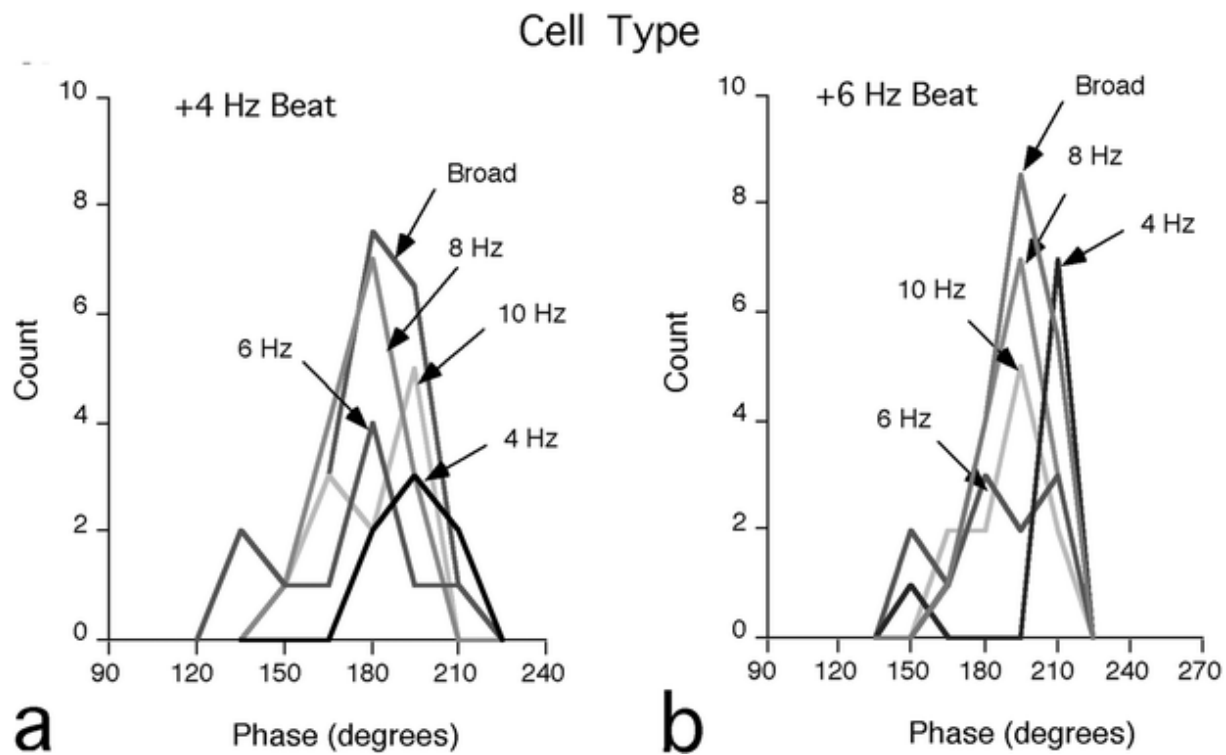 Cell Type
+4 Hz Beat
10
8
6
4
2
0
Count
Broad
8 Hz
10 Hz
6 Hz
4 Hz
90 120 150 180 210 240
Phase (degrees)
a
+6 Hz Beat
10
8
6
4
2
0
Count
Broad
8 Hz
4 Hz
10 Hz
6 Hz
90 120 150 180 210 240 270
Phase (degrees)
b